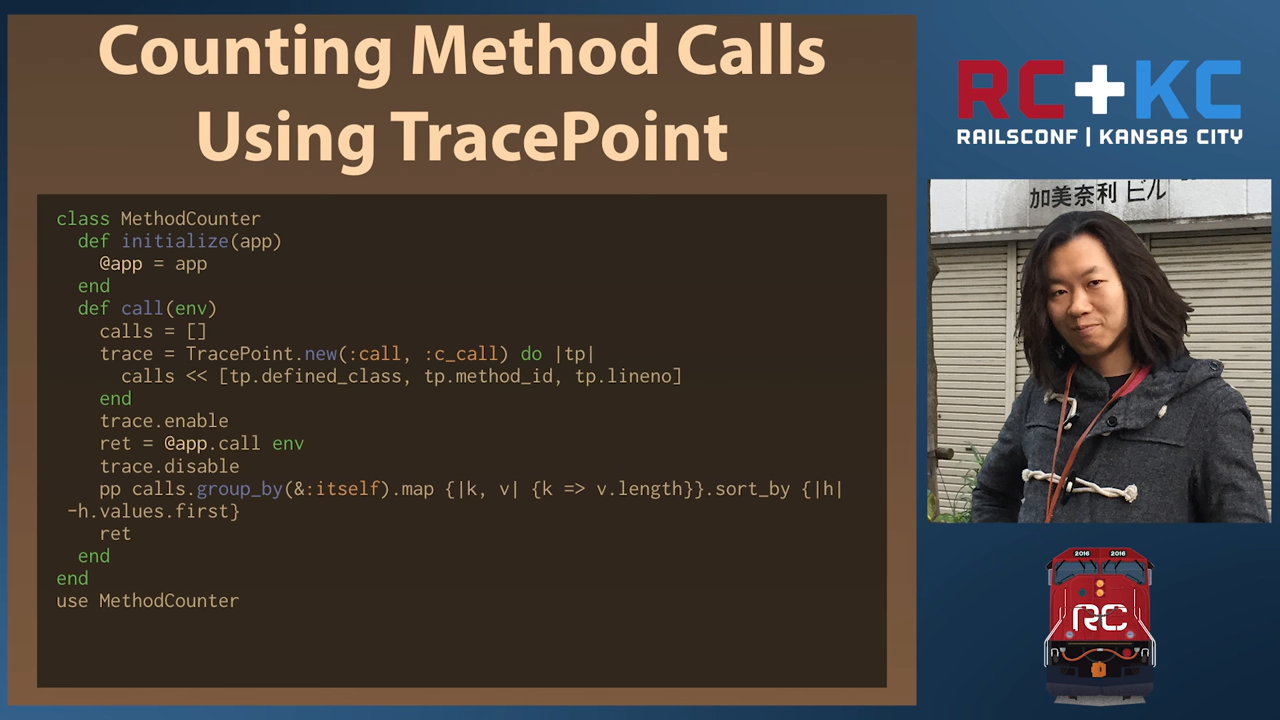 Counting Method Calls
Using TracePoint
class MethodCounter
  def initialize(app)
    @app = app
  end
  def call(env)
    calls = []
    trace = TracePoint.new(:call, :c_call) do |tp|
      calls << [tp.defined_class, tp.method_id, tp.lineno]
    end
    trace.enable
    ret = @app.call env
    trace.disable
    pp calls.group_by(&:itself).map {|k, v| {k => v.length}}.sort_by {|h|
 -h.values.first}
    ret
  end
end
use MethodCounter
RC+KC
RAILSCONF | KANSAS CITY
加美奈利 ビル
2016 2016
RC